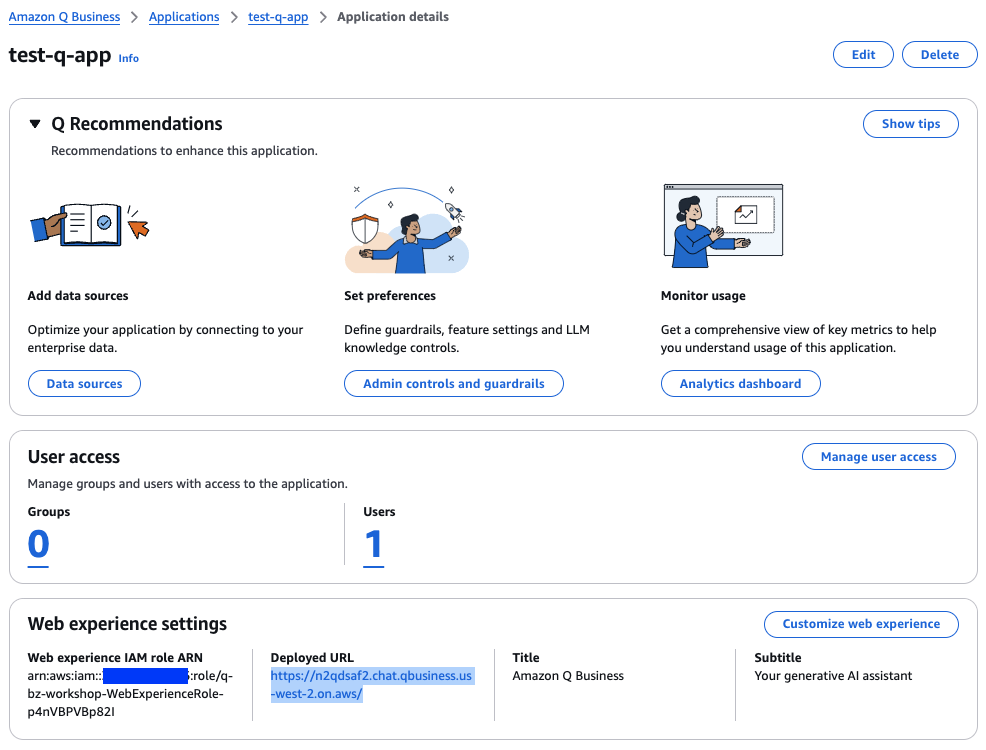 Amazon Q Business > Applications > test-q-app > Application details
test-q-app Info
Edit
Delete
Q Recommendations
Show tips
Recommendations to enhance this application.
Add data sources
Optimize your application by connecting to your
enterprise data.
Data sources
Set preferences
Define guardrails, feature settings and LLM
knowledge controls.
Admin controls and guardrails
Monitor usage
Get a comprehensive view of key metrics to help
you understand usage of this application.
Analytics dashboard
User access
Manage user access
Manage groups and users with access to the application.
Groups
0
Users
1
Web experience settings
Customize web experience
Web experience IAM role ARN
arn:aws:iam:: :role/q-
bz-workshop-WebExperienceRole-
p4nVBPVBp82I
Deployed URL
https://n2qdsaf2.chat.qbusiness.us
-west-2.on.aws/
Title
Amazon Q Business
Subtitle
Your generative AI assistant